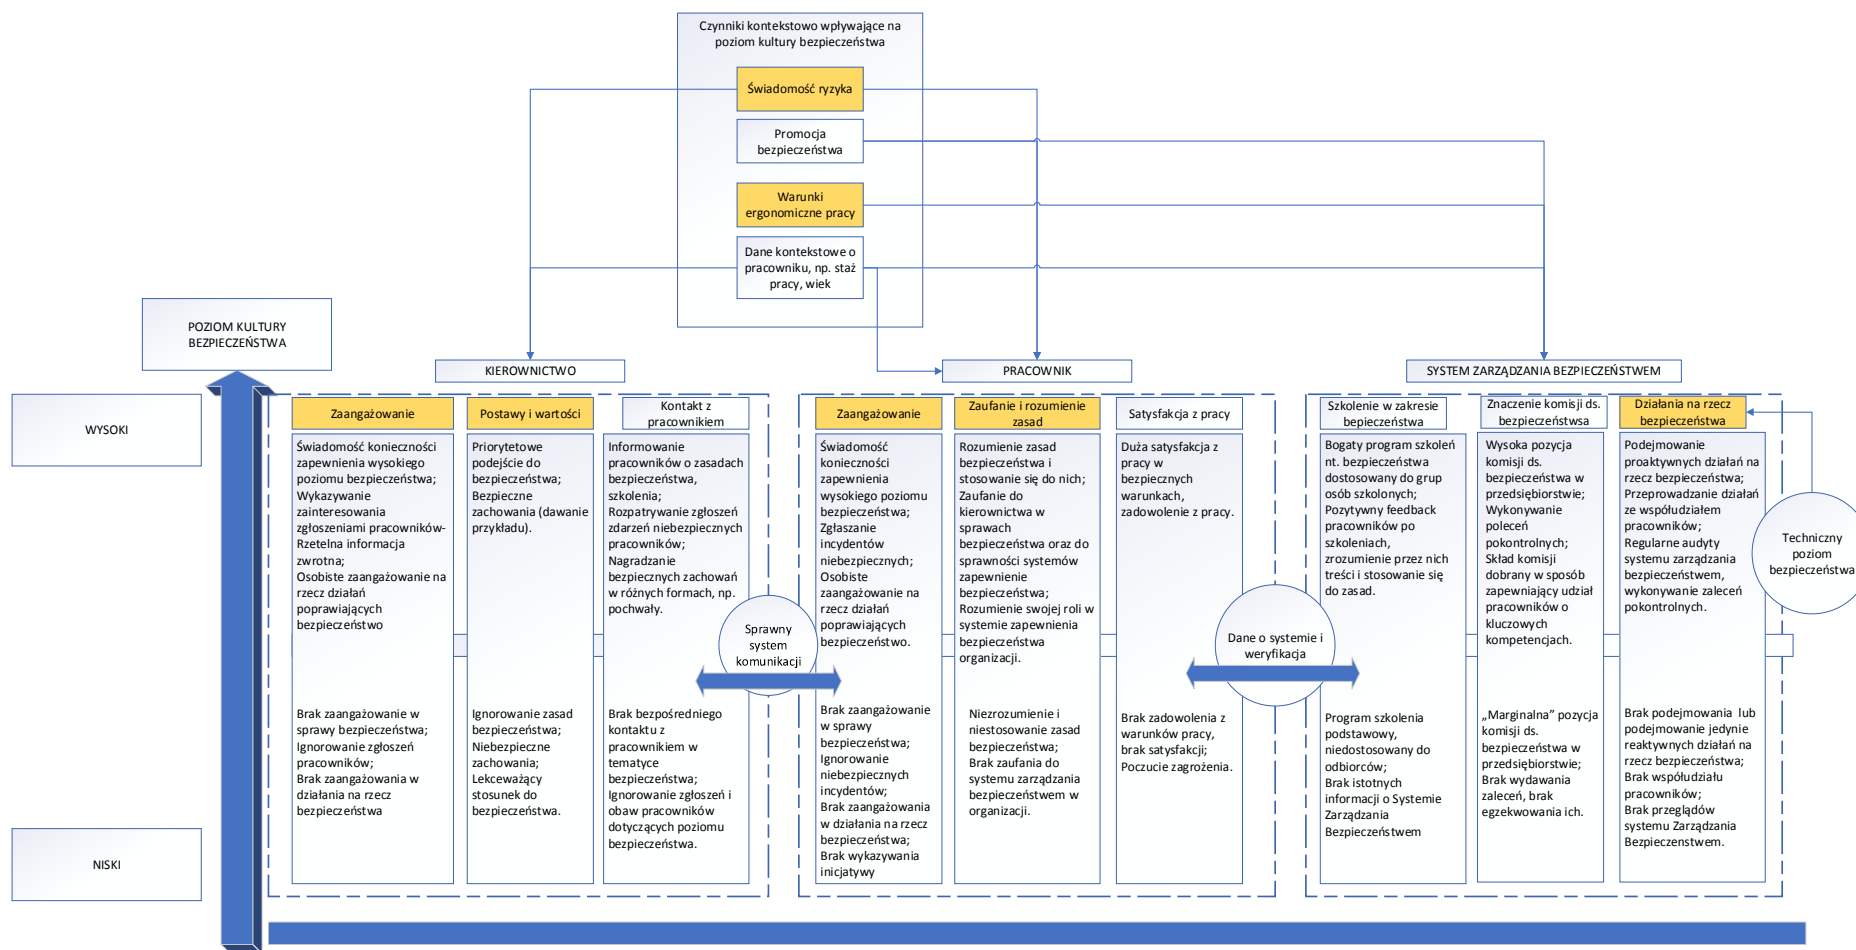 Czynniki kontekstowo wpływające na
poziom kultury bezpieczeństwa
Świadomość ryzyka
Promocja
bezpieczeństwa
Warunki
ergonomiczne pracy
Dane kontekstowe o
pracowniku, np. staż
pracy, wiek
POZIOM KULTURY
BEZPIECZEŃSTWA
WYSOKI
NISKI
KIEROWNICTWO
Zaangażowanie
Świadomość konieczności
zapewnienia wysokiego
poziomu bezpieczeństwa;
Wykazywanie
zainteresowania
zgłoszeniami pracowników-
Rzetelna informacja
zwrotna;
Osobiste zaangażowanie na
rzecz działań
poprawiających
bezpieczeństwo
Brak zaangażowanie w
sprawy bezpieczeństwa;
Ignorowanie zgłoszeń
pracowników;
Brak zaangażowania w
działania na rzecz
bezpieczeństwa
Postawy i wartości
Priorytetowe
podejście do
bezpieczeństwa;
Bezpieczne
zachowania (dawanie
przykładu).
Ignorowanie zasad
bezpieczeństwa;
Niebezpieczne
zachowania;
Lekceważący
stosunek do
bezpieczeństwa.
Kontakt z
pracownikiem
Informowanie
pracowników o zasadach
bezpieczeństwa,
szkolenia;
Rozpatrywanie zgłoszeń
zdarzeń niebezpiecznych
pracowników;
Nagradzanie
bezpiecznych zachowań
w różnych formach, np.
pochwały.
Brak bezpośredniego
kontaktu z
pracownikiem w
tematyce
bezpieczeństwa;
Ignorowanie zgłoszeń i
obaw pracowników
dotyczących poziomu
bezpieczeństwa.
Sprawny
system
komunikacji
PRACOWNIK
Zaangażowanie
Świadomość
konieczności
zapewnienia
wysokiego poziomu
bezpieczeństwa;
Zgłaszanie
incydentów
niebezpiecznych;
Osobiste
zaangażowanie na
rzecz działań
poprawiających
bezpieczeństwo.
Brak zaangażowanie
w sprawy
bezpieczeństwa;
Ignorowanie
niebezpiecznych
incydentów;
Brak zaangażowania
w działania na rzecz
bezpieczeństwa;
Brak wykazywania
inicjatywy
Zaufanie i rozumienie
zasad
Rozumienie zasad
bezpieczeństwa i
stosowanie się do nich;
Zaufanie do
kierownictwa w
sprawach
bezpieczeństwa oraz do
sprawności systemów
zapewnienie
bezpieczeństwa;
Rozumienie swojej roli w
systemie zapewnienia
bezpieczeństwa
organizacji.
Niezrozumienie i
niestosowanie zasad
bezpieczeństwa;
Brak zaufania do
systemu zarządzania
bezpieczeństwem w
organizacji.
Satysfakcja z pracy
Duża satysfakcja z
pracy w
bezpiecznych
warunkach,
zadowolenie z pracy.
Brak zadowolenia z
warunków pracy,
brak satysfakcji;
Poczucie zagrożenia.
Dane o systemie i
weryfikacja
SYSTEM ZARZĄDZANIA BEZPIECZEŃSTWEM
Szkolenie w zakresie
bepieczeństwa
Bogaty program szkoleń
nt. bezpieczeństwa
dostosowany do grup
osób szkolonych;
Pozytywny feedback
pracowników po
szkoleniach,
zrozumienie przez nich
treści i stosowanie się
do zasad.
Program szkolenia
podstawowy,
niedostosowany do
odbiorców;
Brak istotnych
informacji o Systemie
Zarządzania
Bezpieczeństwem
Znaczenie komisji ds.
bezpieczeństwsa
Wysoka pozycja
komisji ds.
bezpieczeństwa w
przedsiębiorstwie;
Wykonywanie
poleceń
pokontrolnych;
Skład komisji
dobrany w sposób
zapewniający udział
pracowników o
kluczowych
kompetencjach.
„Marginalna” pozycja
komisji ds.
bezpieczeństwa w
przedsiębiorstwie;
Brak wydawania
zaleceń, brak
egzekwowania ich.
Działania na rzecz
bezpieczeństwa
Podejmowanie
proaktywnych działań na
rzecz bezpieczeństwa;
Przeprowadzanie działań
ze współudziałem
pracowników;
Regularne audyty
systemu zarządzania
bezpieczeństwem,
wykonywanie zaleceń
pokontrolnych.
Brak podejmowania lub
podejmowanie jedynie
reaktywnych działań na
rzecz bezpieczeństwa;
Brak współudziału
pracowników;
Brak przeglądów
systemu Zarządzania
Bezpieczenstwem.
Techniczny
poziom
bezpieczeństwa